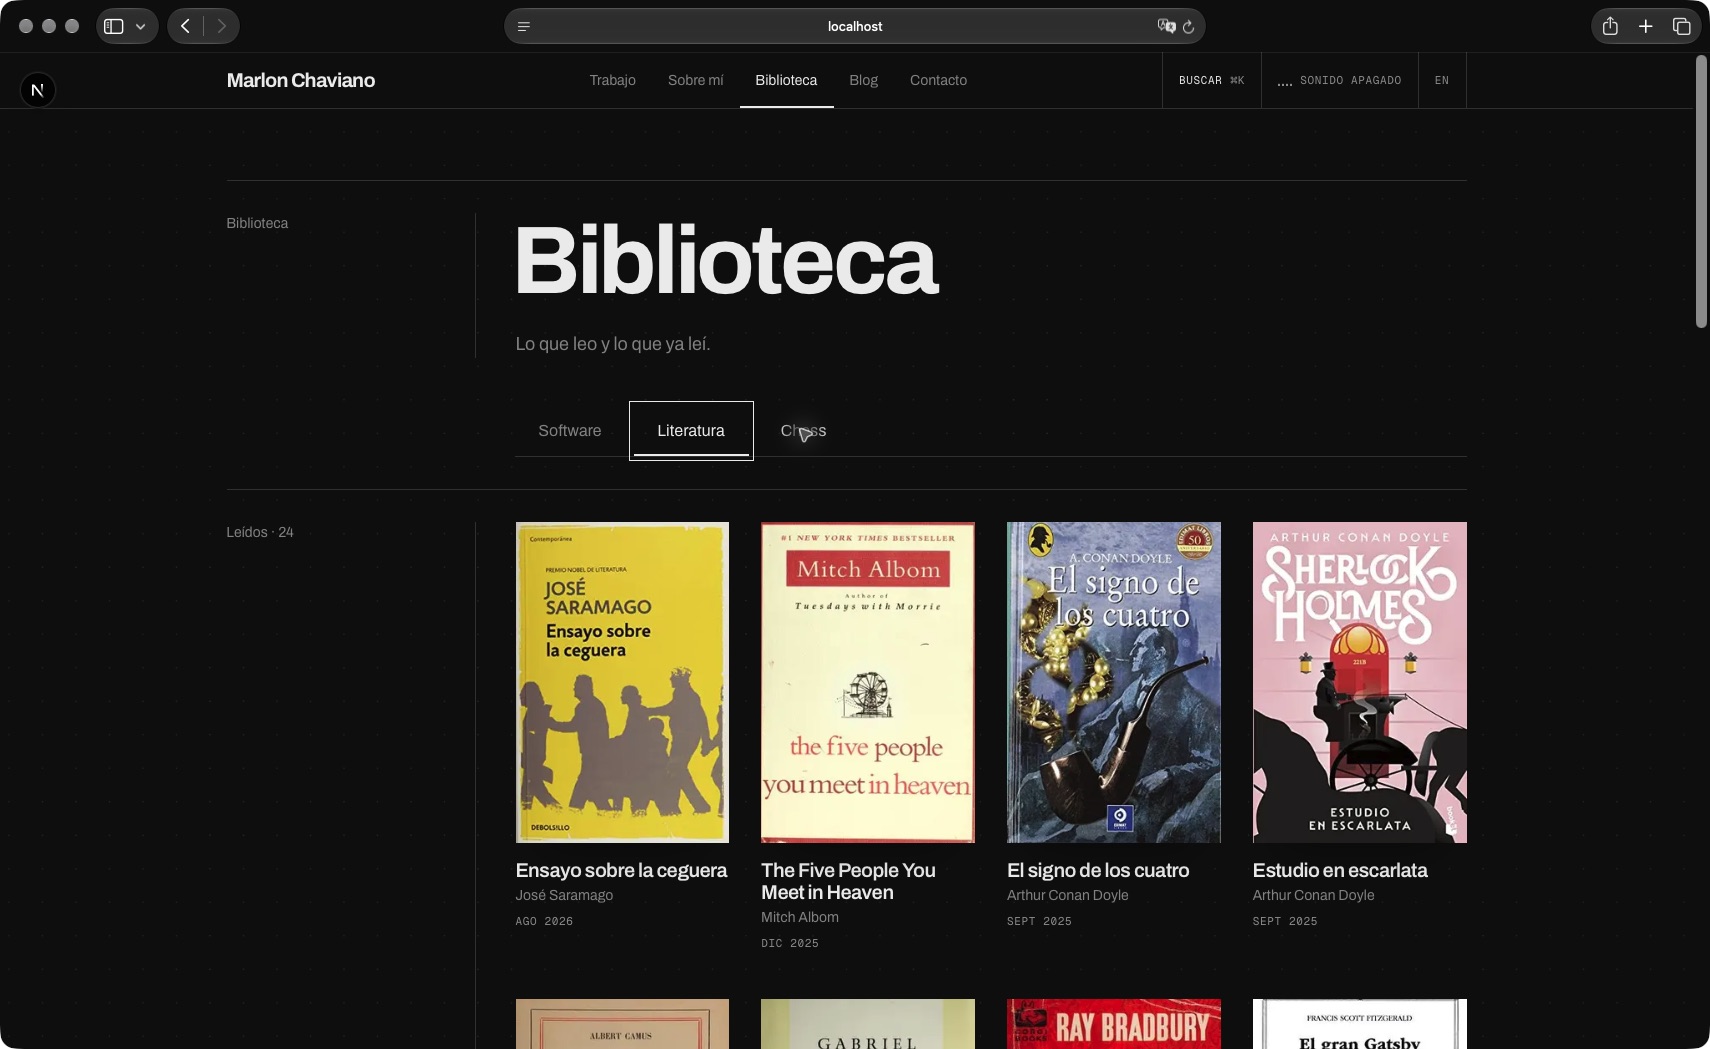 localhost
N
Marlon Chaviano
Trabajo
Sobre mí
Biblioteca
Blog
Contacto
BUSCAR ⌘K
.... SONIDO APAGADO
EN
Biblioteca
Biblioteca
Lo que leo y lo que ya leí.
Software
Literatura
Chess
Leídos · 24
Contemporánea
PREMIO NOBEL DE LITERATURA
JOSÉ
SARAMAGO
Ensayo sobre
la ceguera
DEBOLSILLO
#1 NEW YORK TIMES BESTSELLER
Mitch Albom
Author of
Tuesdays with Morrie
the five people
you meet in heaven
50
A. CONAN DOYLE
El signo de
los cuatro
ARTHUR CONAN DOYLE
SHERLOCK
HOLMES
221B
ESTUDIO
EN ESCARLATA
Ensayo sobre la ceguera
José Saramago
AGO 2026
The Five People You
Meet in Heaven
Mitch Albom
DIC 2025
El signo de los cuatro
Arthur Conan Doyle
SEPT 2025
Estudio en escarlata
Arthur Conan Doyle
SEPT 2025
ALBERT CAMUS
GABRIEL
RAY BRADBURY
FRANCIS SCOTT FITZGERALD
El gran Gatsby